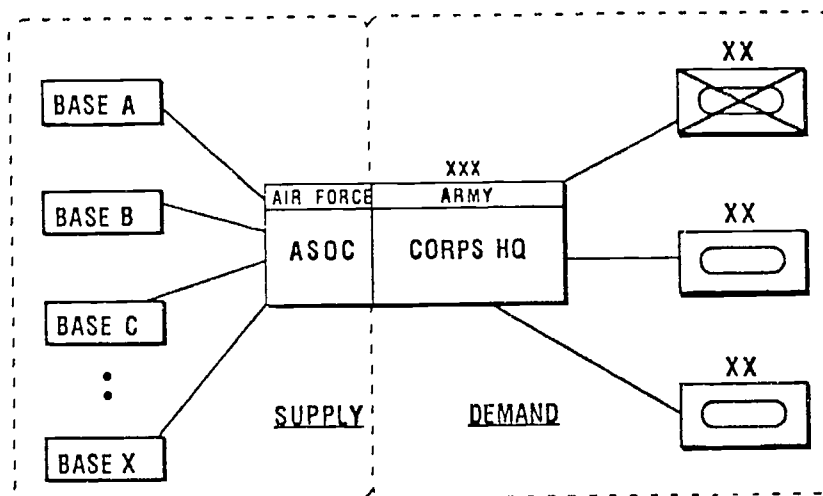 XX
BASE A
XXX
AIR FORCE ARMY
BASE B
XX
ASOC CORPS HQ
BASE C
SUPPLY DEMAND
XX
BASE X